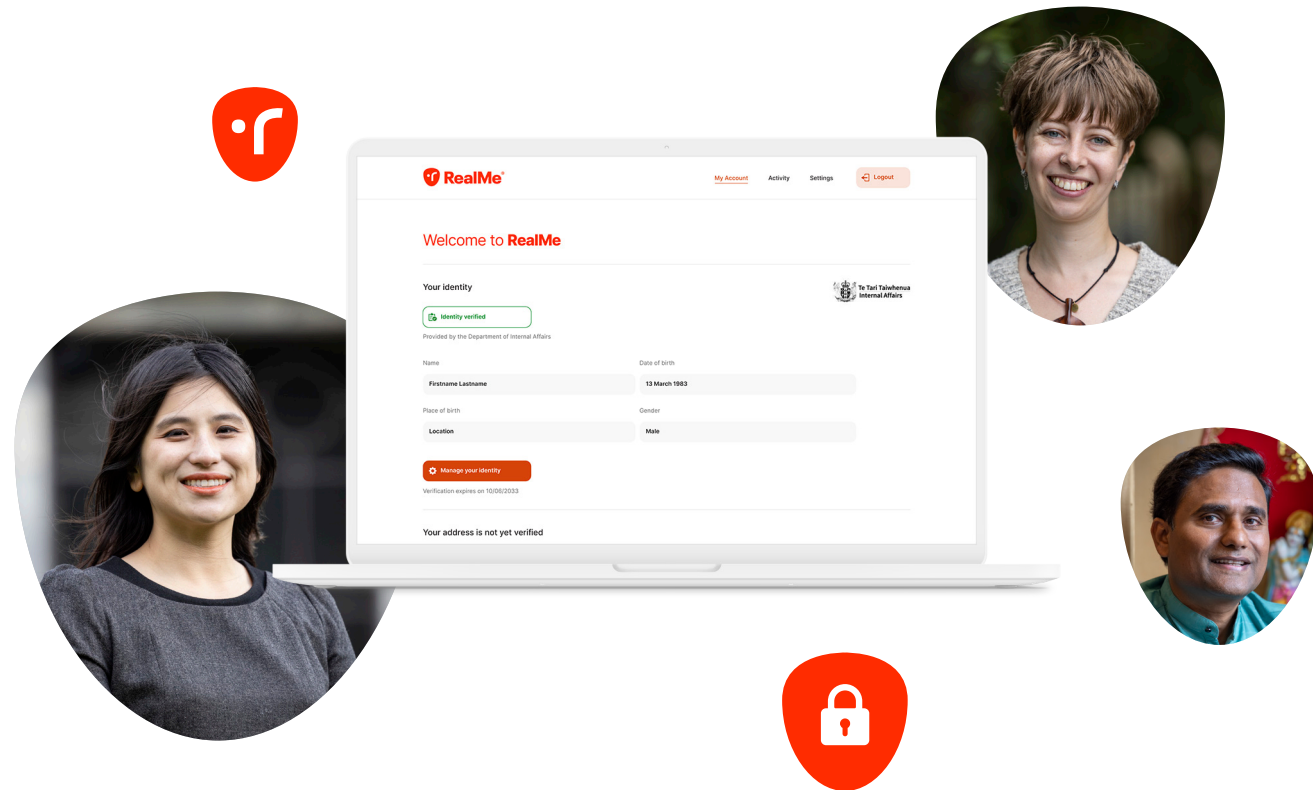 RealMe®
My Account
Activity
Settings
Logout
Welcome to RealMe
Your identity
Te Tari Taiwhenua
Internal Affairs
Identity verified
Provided by the Department of Internal Affairs
Name
Date of birth
Firstname Lastname
13 March 1983
Place of birth
Gender
Location
Male
Manage your identity
Verification expires on 10/06/2033
Your address is not yet verified